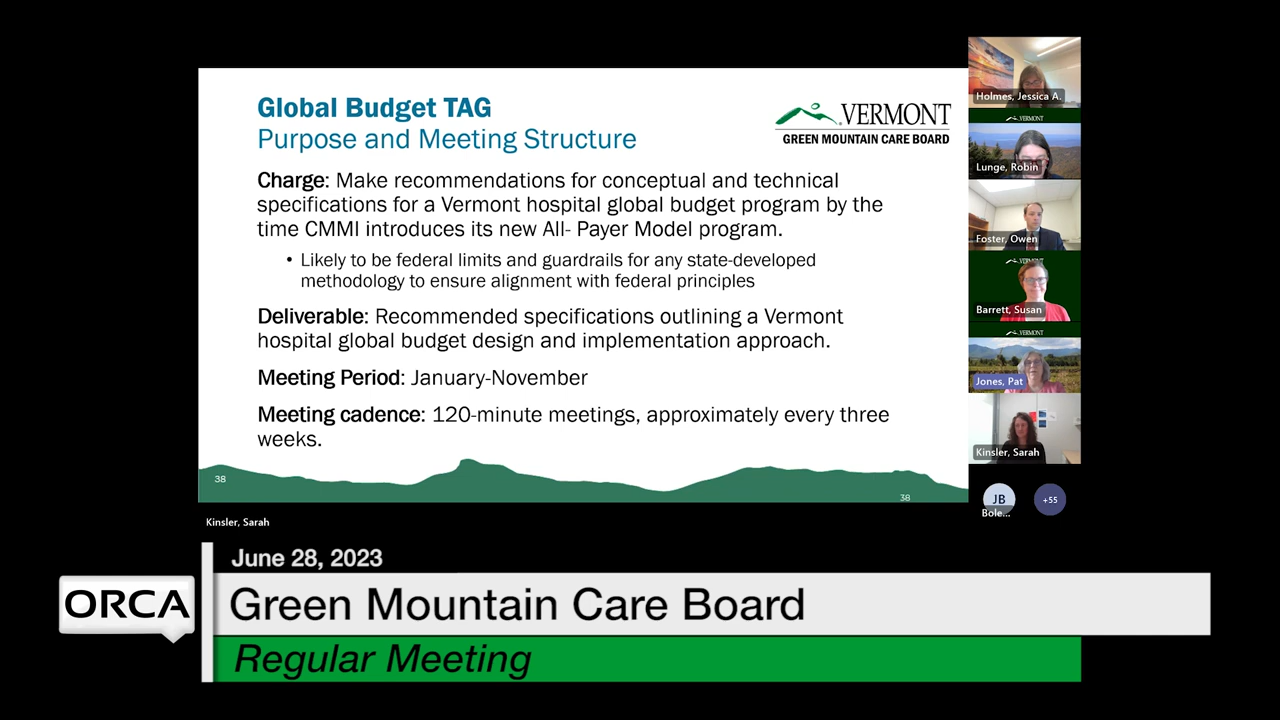 Global Budget TAG
Purpose and Meeting Structure
VERMONT
GREEN MOUNTAIN CARE BOARD
Charge: Make recommendations for conceptual and technical
specifications for a Vermont hospital global budget program by the
time CMMI introduces its new All- Payer Model program.
• Likely to be federal limits and guardrails for any state-developed
methodology to ensure alignment with federal principles
Deliverable: Recommended specifications outlining a Vermont
hospital global budget design and implementation approach.
Meeting Period: January-November
Meeting cadence: 120-minute meetings, approximately every three
weeks.
38
38
Holmes, Jessica A.
VERMONT
Lunge, Robin
Foster, Owen
VERMONT
Barrett, Susan
VERMONT
Jones, Pat
Kinsler, Sarah
JB
Bole...
+55
Kinsler, Sarah
June 28, 2023
ORCA
Green Mountain Care Board
Regular Meeting